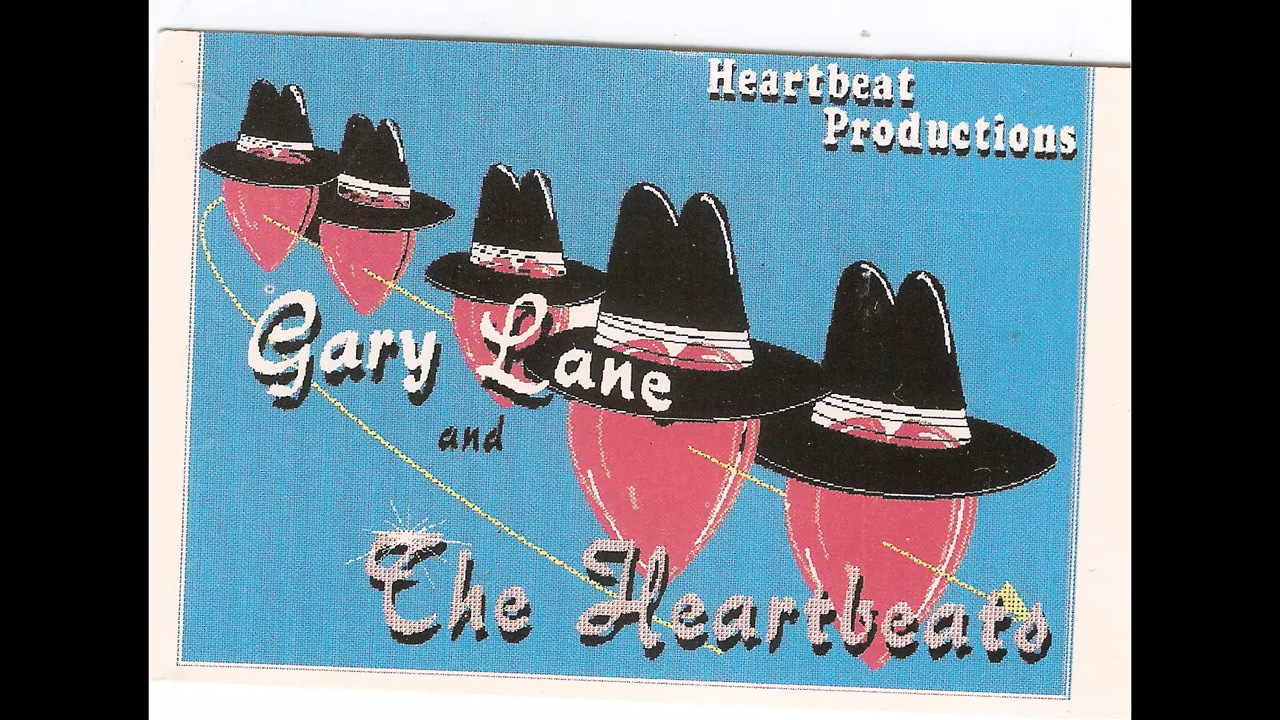 Heartbeat
Productions
Gary Lane
and
The Heartbeats